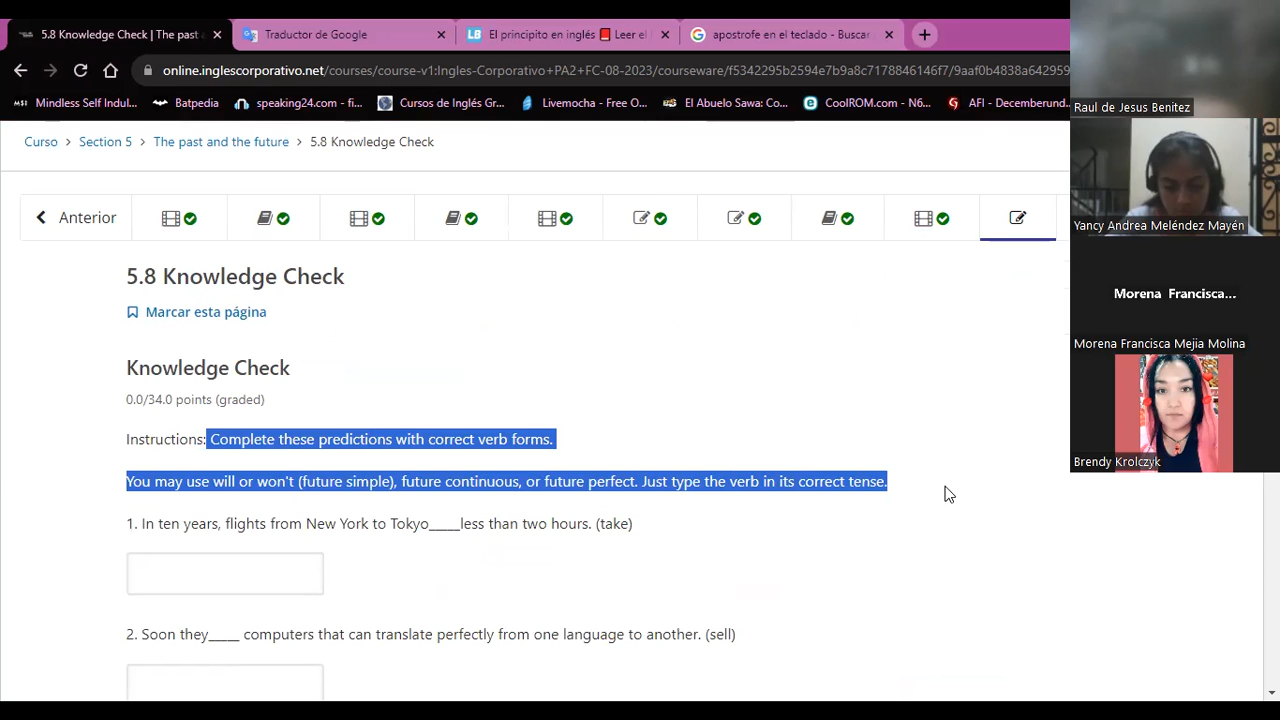 5.8 Knowledge Check | The past a
Traductor de Google
El principito en inglés 📕 Leer el l
apostrofe en el teclado - Buscar
online.inglescorporativo.net/courses/course-v1:Ingles-Corporativo+PA2+FC-08-2023/courseware/f5342295b2594e7b9a8c7178846146f7/9aaf0b4838a642959
Mindless Self Indul...
Batpedia
speaking24.com - fi...
Cursos de Inglés Gr...
Livemocha - Free O...
El Abuelo Sawa: Co...
CoolROM.com - N6...
AFI - Decemberund...
Raul de Jesus Benitez
Curso > Section 5 > The past and the future > 5.8 Knowledge Check
Anterior
Yancy Andrea Meléndez Mayén
5.8 Knowledge Check
Morena Francisca...
Marcar esta página
Morena Francisca Mejia Molina
Knowledge Check
0.0/34.0 points (graded)
Instructions: Complete these predictions with correct verb forms.
Brendy Krolczyk
You may use will or won't (future simple), future continuous, or future perfect. Just type the verb in its correct tense.
1. In ten years, flights from New York to Tokyo_____less than two hours. (take)
2. Soon they_____ computers that can translate perfectly from one language to another. (sell)